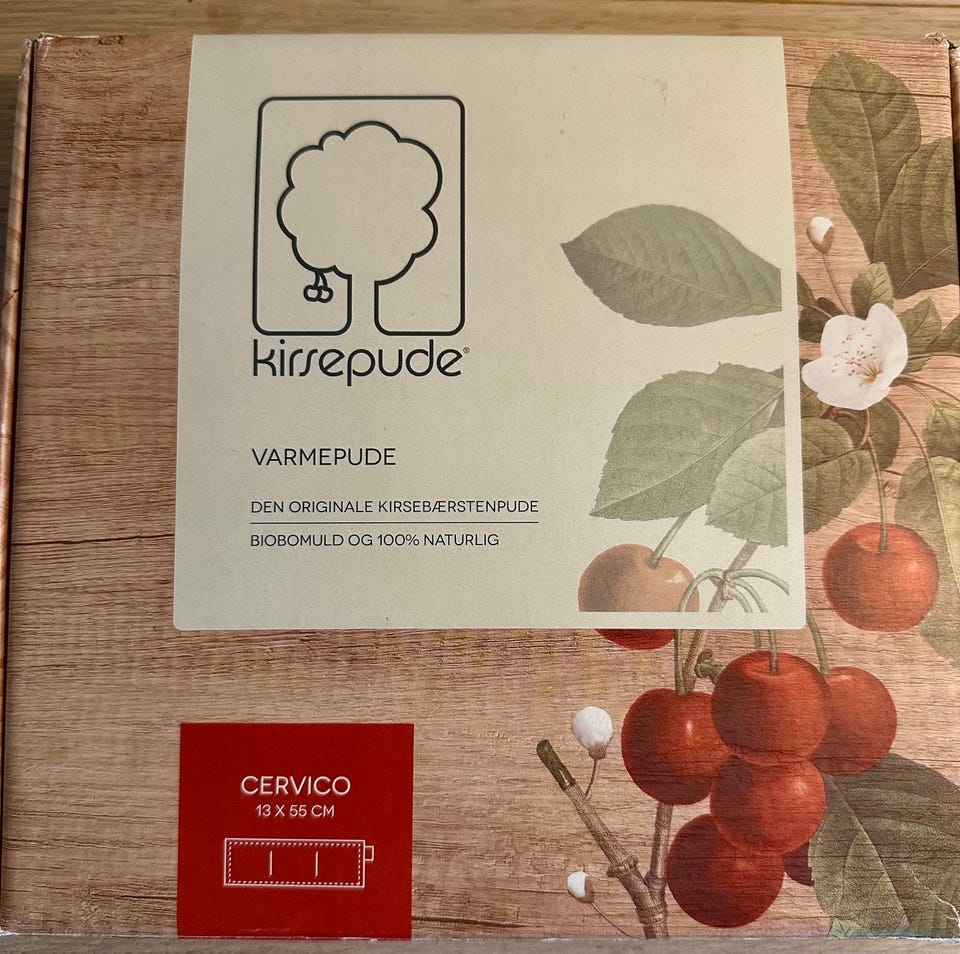 kirsepude®
VARMEPUDE
DEN ORIGINALE KIRSEBÆRSTENPUDE
BIOBOMULD OG 100% NATURLIG
CERVICO
13 X 55 CM